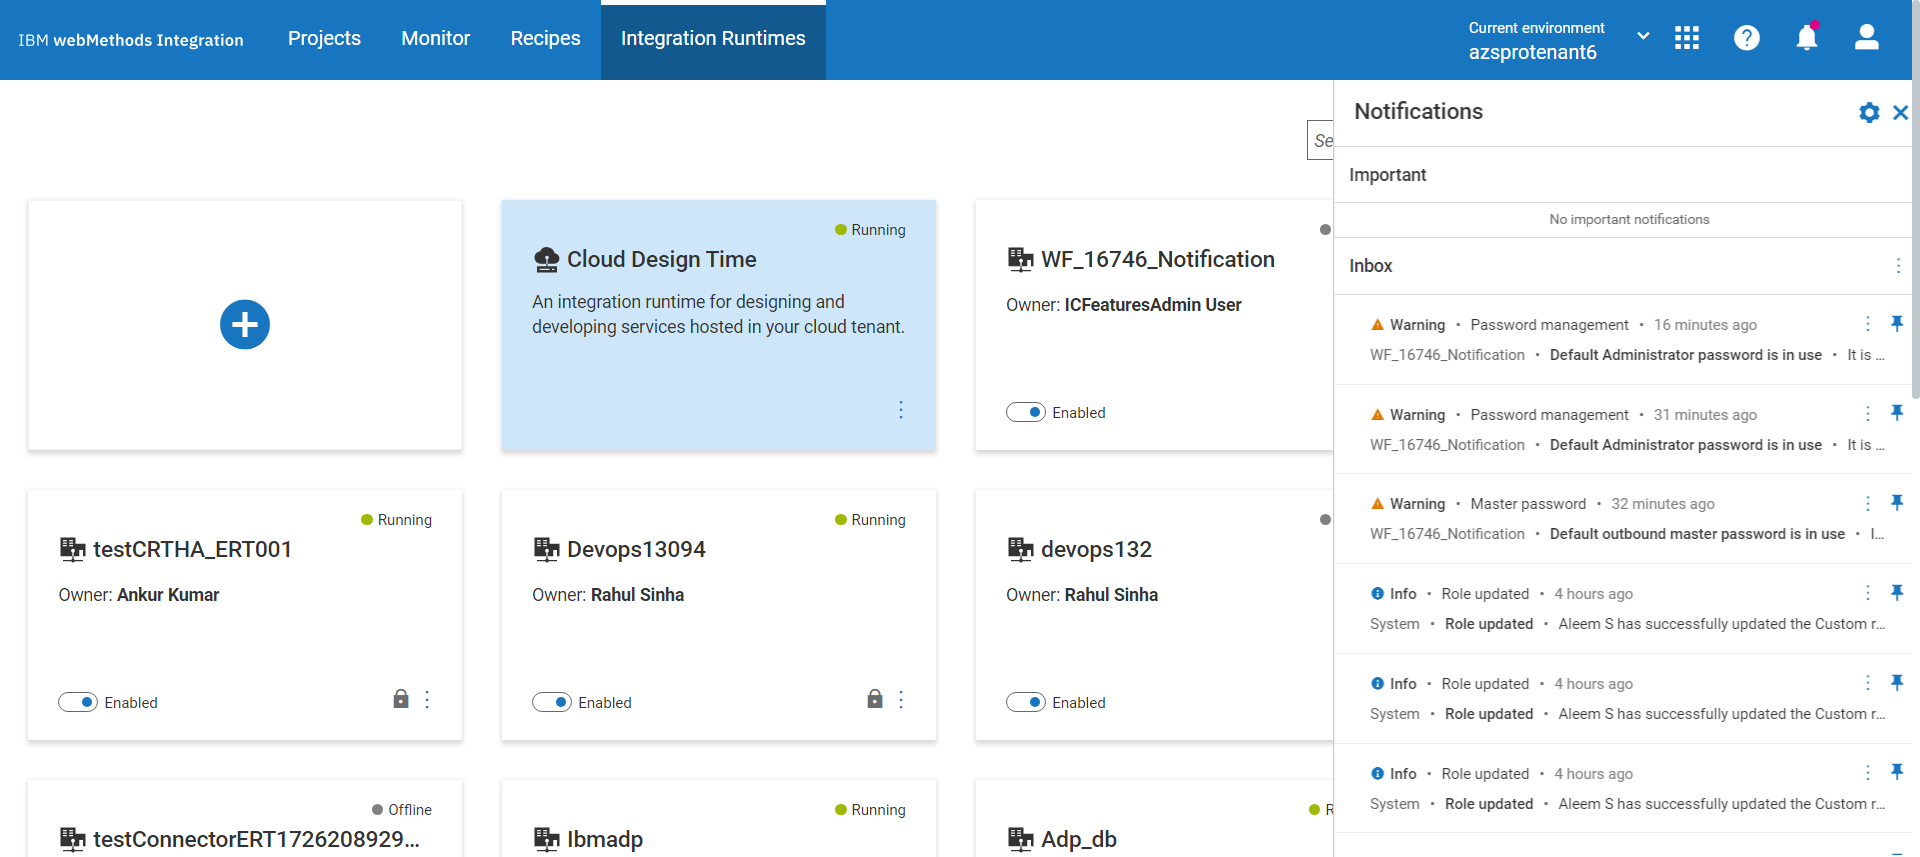 IBM webMethods Integration
Projects
Monitor
Recipes
Integration Runtimes
Current environment
azsprotenant6
Notifications
Important
No important notifications
Inbox
Warning • Password management • 16 minutes ago
WF_16746_Notification • Default Administrator password is in use • It is ...
Warning • Password management • 31 minutes ago
WF_16746_Notification • Default Administrator password is in use • It is ...
Warning • Master password • 32 minutes ago
WF_16746_Notification • Default outbound master password is in use • I...
Info • Role updated • 4 hours ago
System • Role updated • Aleem S has successfully updated the Custom r...
Info • Role updated • 4 hours ago
System • Role updated • Aleem S has successfully updated the Custom r...
Info • Role updated • 4 hours ago
System • Role updated • Aleem S has successfully updated the Custom r...
Se
Running
Cloud Design Time
An integration runtime for designing and
developing services hosted in your cloud tenant.
WF_16746_Notification
Owner: ICFeaturesAdmin User
Enabled
Running
testCRTHA_ERT001
Owner: Ankur Kumar
Enabled
Running
Devops13094
Owner: Rahul Sinha
Enabled
devops132
Owner: Rahul Sinha
Enabled
Offline
testConnectorERT1726208929...
Running
Ibmadp
R
Adp_db